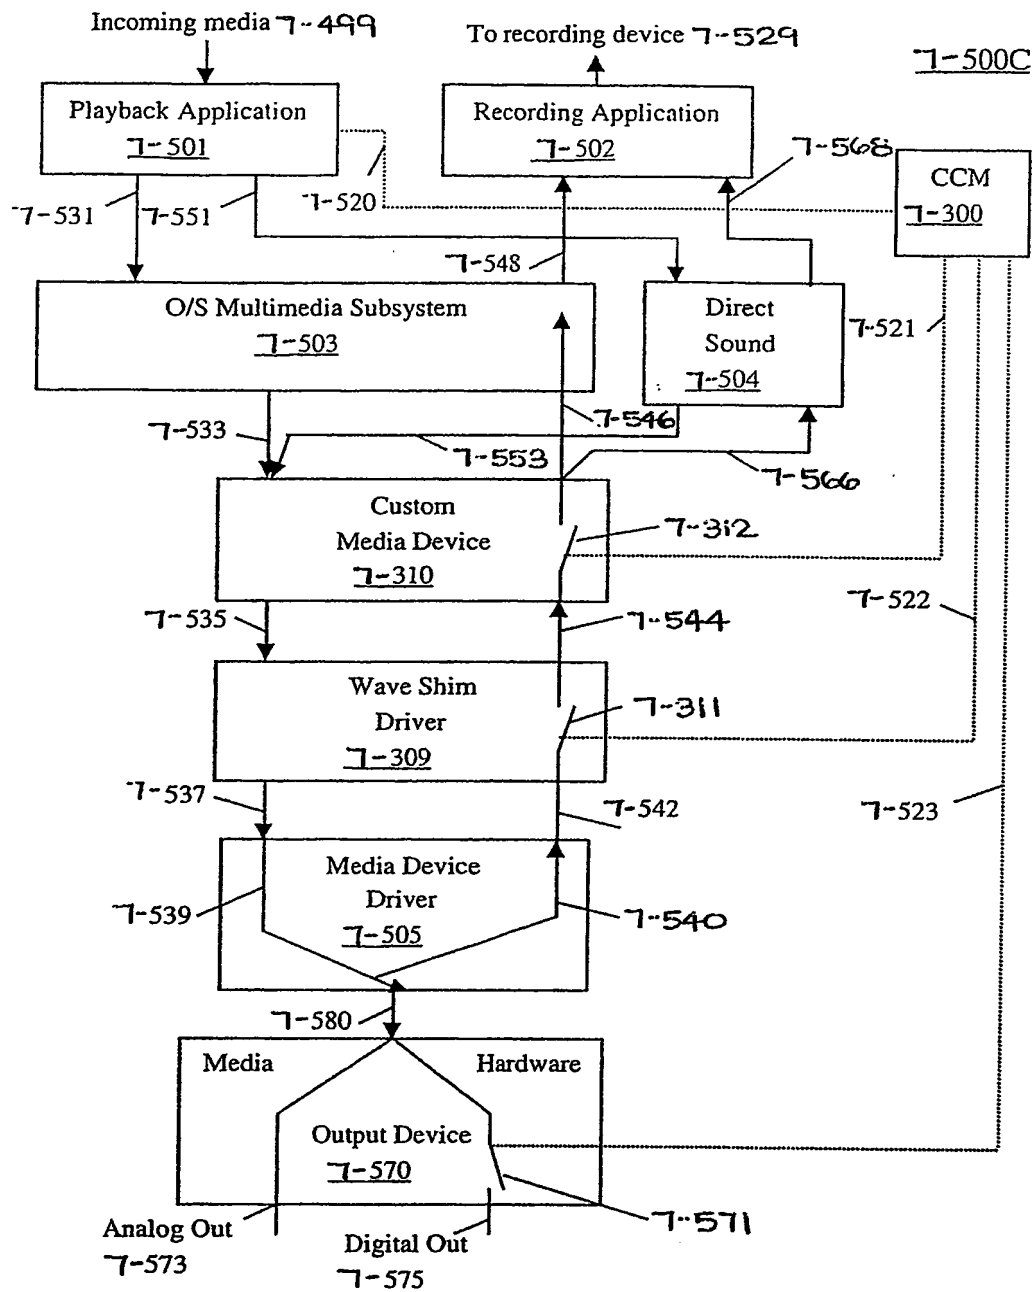 Incoming media 7-499
To recording device 7-529
7-500C
Playback Application
7-501
Recording Application
7-502
7-568
CCM
7-300
7-531
7-551
7-520
7-548
O/S Multimedia Subsystem
7-503
Direct
Sound
7-504
7-521
7-533
7-546
7-553
7-566
Custom
Media Device
7-310
7-312
7-535
7-544
7-522
Wave Shim
Driver
7-309
7-311
7-537
7-542
7-523
Media Device
Driver
7-505
7-539
7-540
7-580
Media
Hardware
Output Device
7-570
7-571
Analog Out
7-573
Digital Out
7-575